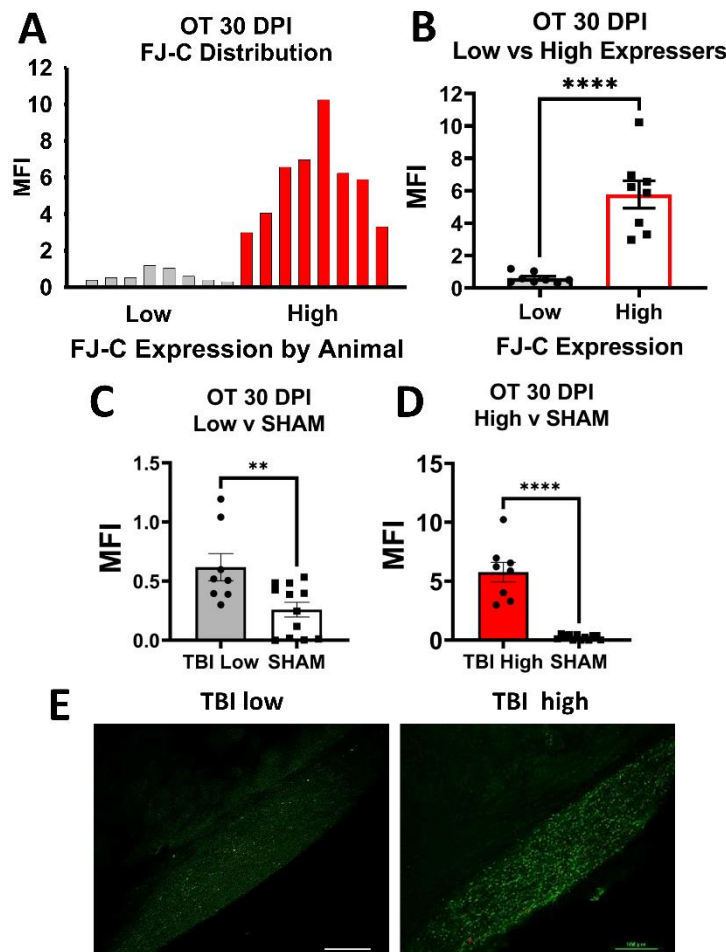 A
OT 30 DPI
FJ-C Distribution
MFI
12
10
8
6
4
2
0
Low High
FJ-C Expression by Animal
B
OT 30 DPI
Low vs High Expressers
****
MFI
12
10
8
6
4
2
0
Low High
FJ-C Expression
C
OT 30 DPI
Low v SHAM
**
MFI
1.5
1.0
0.5
0.0
TBI Low SHAM
D
OT 30 DPI
High v SHAM
****
MFI
15
10
5
0
TBI High SHAM
E
TBI low
TBI high